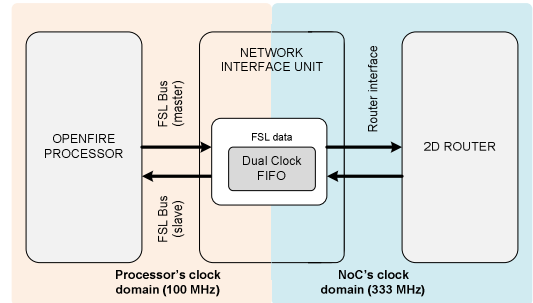 NETWORK
INTERFACE UNIT
OPENFIRE
PROCESSOR
FSL Bus
(master)
FSL Bus
(slave)
FSL data
Dual Clock
FIFO
Router interface
2D ROUTER
Processor's clock
domain (100 MHz)
NoC's clock
domain (333 MHz)